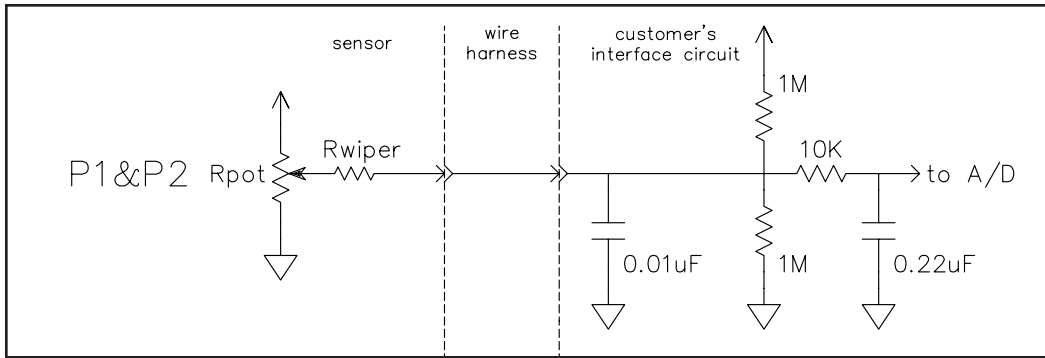 sensor
wire
harness
customer's
interface circuit
1M
P1&P2
Rpot
Rwiper
10K
to A/D
0.01uF
1M
0.22uF